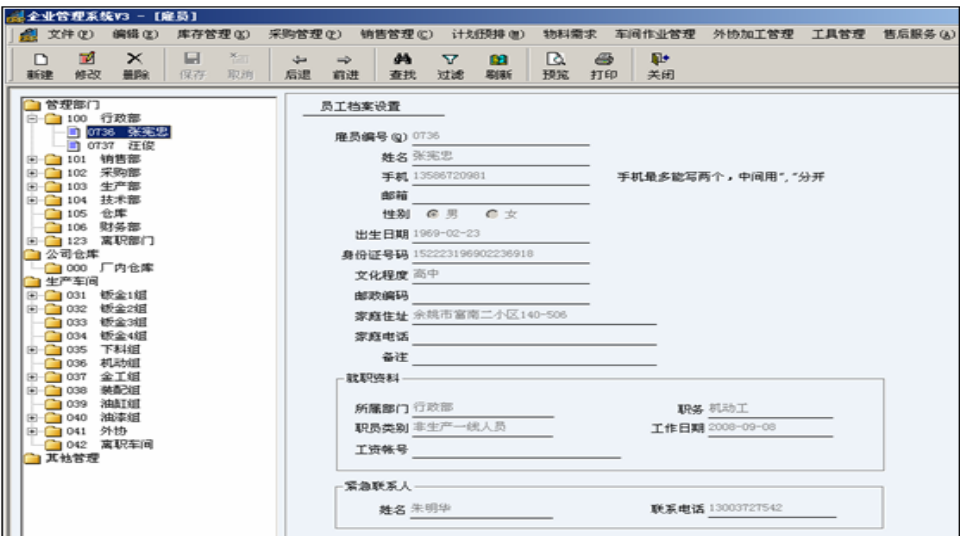 企业管理系统V3 - [雇员]
文件(F) 编辑(E) 库存管理(K) 采购管理(P) 销售管理(C) 计划预排(M) 物料需求 车间作业管理 外协加工管理 工具管理 售后服务(A)
新建 修改 删除 保存 取消 后退 前进 查找 过滤 刷新 预览 打印 关闭
管理部门
100 行政部
0736 张宪忠
0737 汪俊
101 销售部
102 采购部
103 生产部
104 技术部
105 仓库
106 财务部
123 离职部门
公司仓库
000 厂内仓库
生产车间
031 钣金1组
032 钣金2组
033 钣金3组
034 钣金4组
035 下料组
036 机动组
037 金工组
038 装配组
039 油缸组
040 油漆组
041 外协
042 离职车间
其他管理
员工档案设置
雇员编号(Q) 0736
姓名 张宪忠
手机 13586720981 手机最多能写两个，中间用","分开
邮箱
性别 男 女
出生日期 1969-02-23
身份证号码 152223196902236918
文化程度 高中
邮政编码
家庭住址 余姚市富南二小区140-506
家庭电话
备注
就职资料
所属部门 行政部 职务 机动工
职员类别 非生产一线人员 工作日期 2008-09-08
工资帐号
紧急联系人
姓名 朱明华 联系电话 13003727542